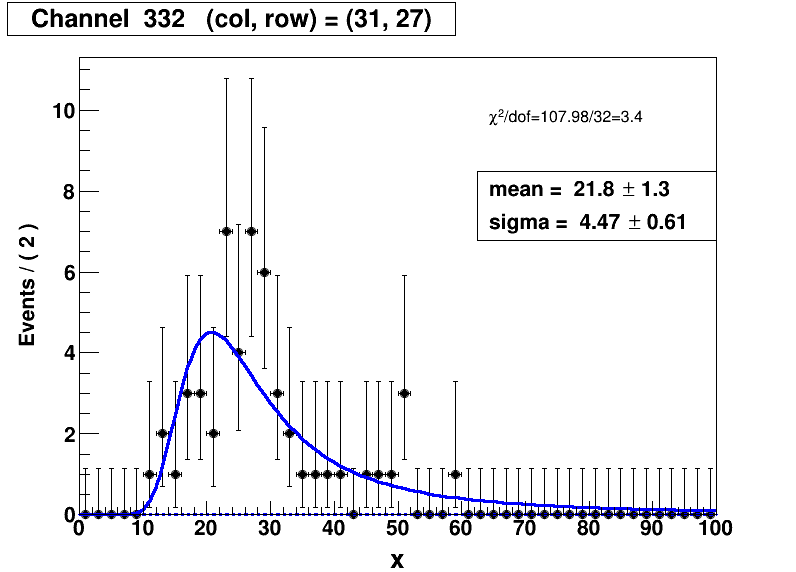 Channel 332 (col, row) = (31, 27)
χ²/dof=107.98/32=3.4
mean = 21.8 ± 1.3
sigma = 4.47 ± 0.61
Events / ( 2 )
10
8
6
4
2
0
0 10 20 30 40 50 60 70 80 90 100
x